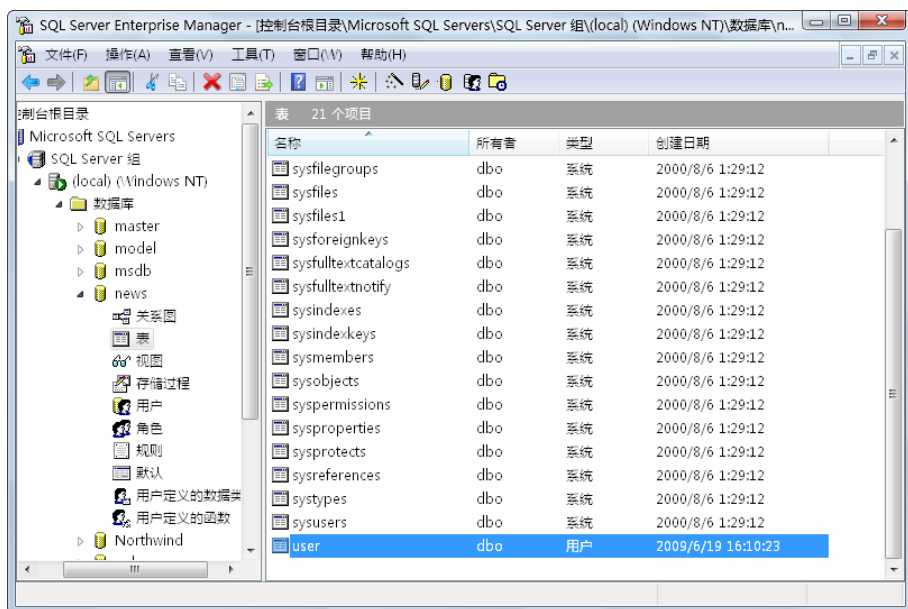 SQL Server Enterprise Manager - [控制台根目录\Microsoft SQL Servers\SQL Server 组\(local) (Windows NT)\数据库\n...
文件(F) 操作(A) 查看(V) 工具(T) 窗口(W) 帮助(H)
制台根目录
Microsoft SQL Servers
SQL Server 组
(local) (Windows NT)
数据库
master
model
msdb
news
关系图
表
视图
存储过程
用户
角色
规则
默认
用户定义的数据类
用户定义的函数
Northwind
表 21 个项目
名称 所有者 类型 创建日期
sysfilegroups dbo 系统 2000/8/6 1:29:12
sysfiles dbo 系统 2000/8/6 1:29:12
sysfiles1 dbo 系统 2000/8/6 1:29:12
sysforeignkeys dbo 系统 2000/8/6 1:29:12
sysfulltextcatalogs dbo 系统 2000/8/6 1:29:12
sysfulltextnotify dbo 系统 2000/8/6 1:29:12
sysindexes dbo 系统 2000/8/6 1:29:12
sysindexkeys dbo 系统 2000/8/6 1:29:12
sysmembers dbo 系统 2000/8/6 1:29:12
sysobjects dbo 系统 2000/8/6 1:29:12
syspermissions dbo 系统 2000/8/6 1:29:12
sysproperties dbo 系统 2000/8/6 1:29:12
sysprotects dbo 系统 2000/8/6 1:29:12
sysreferences dbo 系统 2000/8/6 1:29:12
systypes dbo 系统 2000/8/6 1:29:12
sysusers dbo 系统 2000/8/6 1:29:12
user dbo 用户 2009/6/19 16:10:23